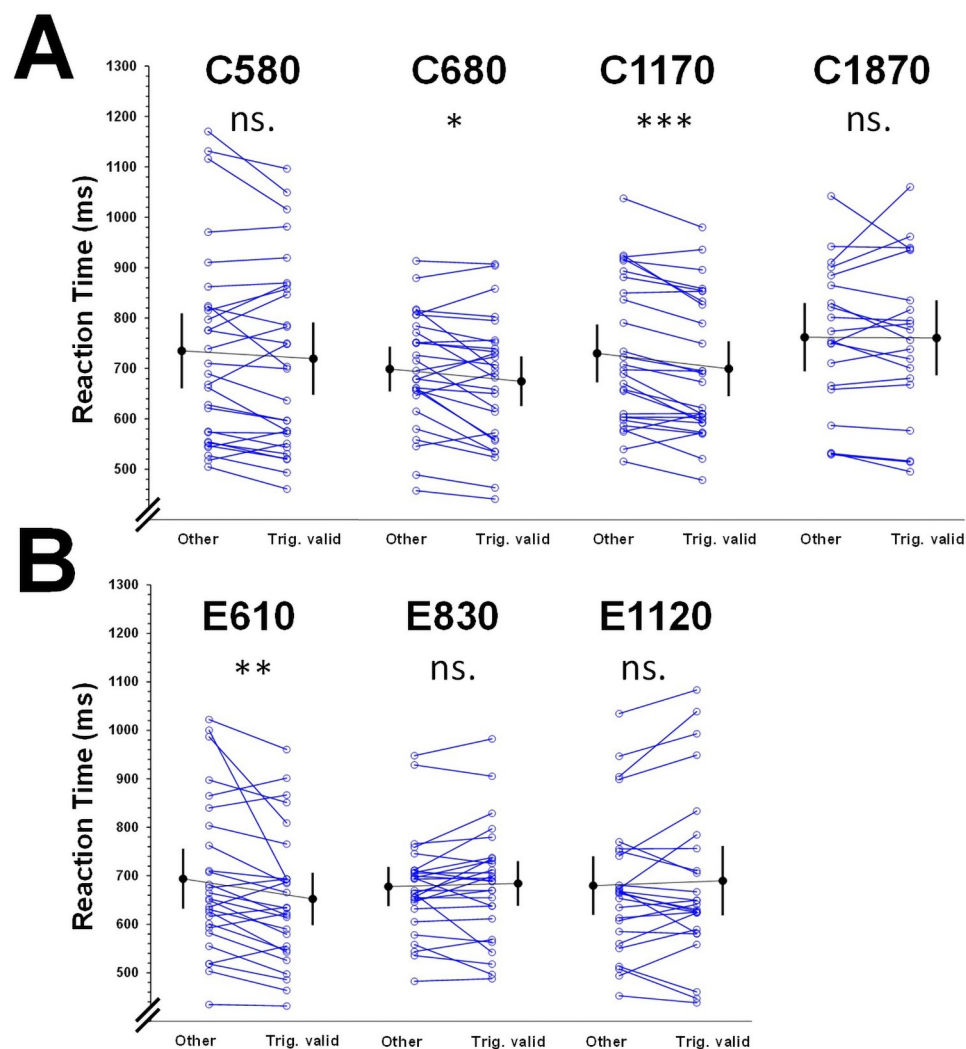 A
C580 C680 C1170 C1870
ns. * *** ns.
Reaction Time (ms)
1300
1200
1100
1000
900
800
700
600
500
Other Trig. valid Other Trig. valid Other Trig. valid Other Trig. valid
B
E610 E830 E1120
** ns. ns.
Reaction Time (ms)
1300
1200
1100
1000
900
800
700
600
500
Other Trig. valid Other Trig. valid Other Trig. valid